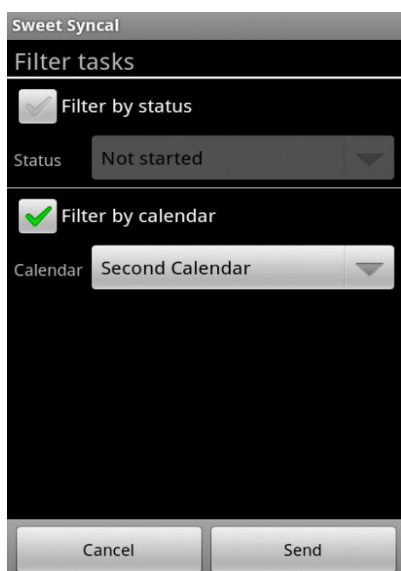 Sweet Syncal
Filter tasks
Filter by status
Status Not started
Filter by calendar
Calendar Second Calendar
Cancel Send